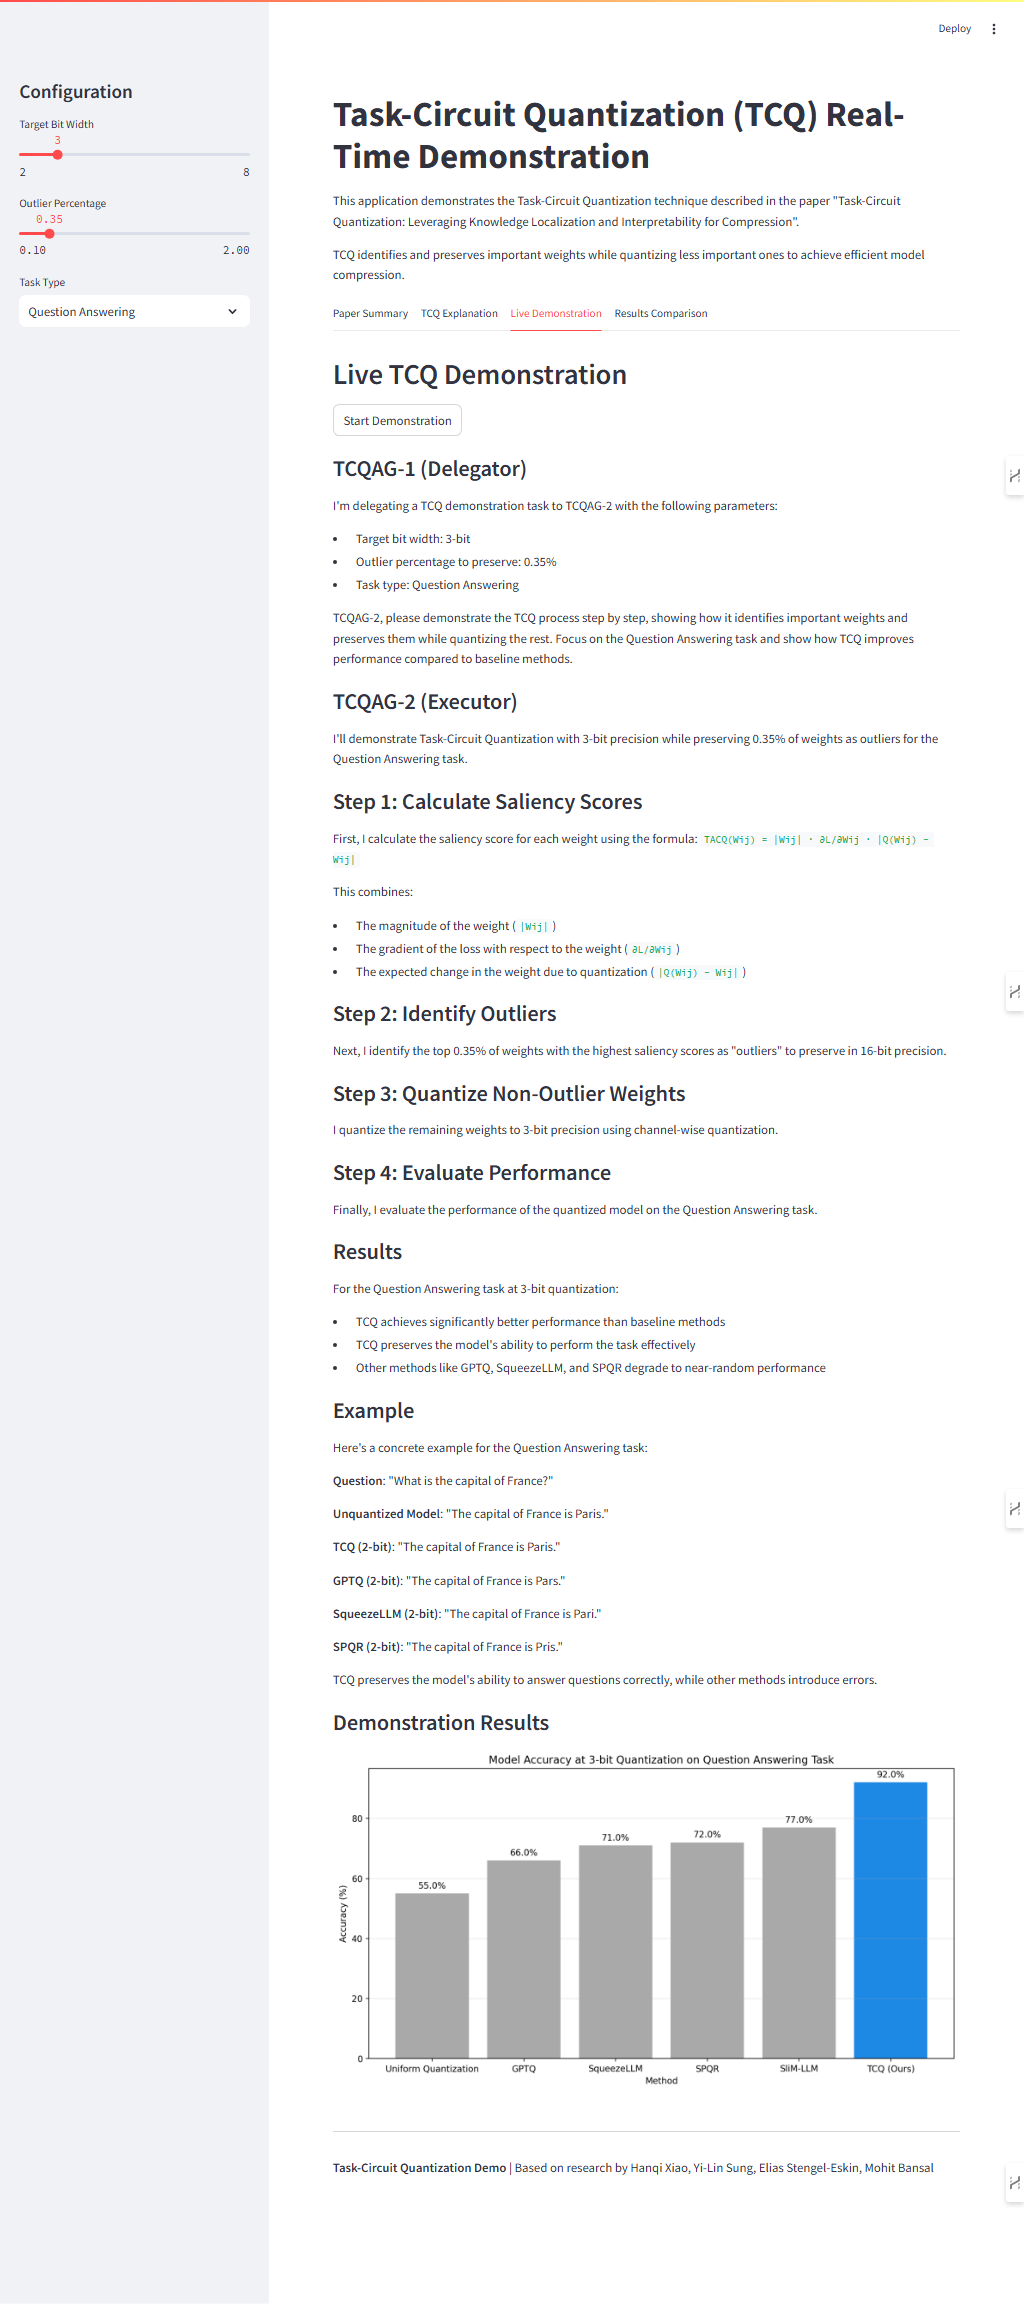 Deploy
Configuration
Target Bit Width
3
2 8
Outlier Percentage
0.35
0.10 2.00
Task Type
Question Answering
Task-Circuit Quantization (TCQ) Real-
Time Demonstration
This application demonstrates the Task-Circuit Quantization technique described in the paper "Task-Circuit
Quantization: Leveraging Knowledge Localization and Interpretability for Compression".
TCQ identifies and preserves important weights while quantizing less important ones to achieve efficient model
compression.
Paper Summary TCQ Explanation Live Demonstration Results Comparison
Live TCQ Demonstration
Start Demonstration
TCQAG-1 (Delegator)
I'm delegating a TCQ demonstration task to TCQAG-2 with the following parameters:
• Target bit width: 3-bit
• Outlier percentage to preserve: 0.35%
• Task type: Question Answering
TCQAG-2, please demonstrate the TCQ process step by step, showing how it identifies important weights and
preserves them while quantizing the rest. Focus on the Question Answering task and show how TCQ improves
performance compared to baseline methods.
TCQAG-2 (Executor)
I'll demonstrate Task-Circuit Quantization with 3-bit precision while preserving 0.35% of weights as outliers for the
Question Answering task.
Step 1: Calculate Saliency Scores
First, I calculate the saliency score for each weight using the formula: TACQ(Wij) = |Wij| · ∂L/∂Wij · |Q(Wij) -
Wij|
This combines:
• The magnitude of the weight ( |Wij| )
• The gradient of the loss with respect to the weight ( ∂L/∂Wij )
• The expected change in the weight due to quantization ( |Q(Wij) - Wij| )
Step 2: Identify Outliers
Next, I identify the top 0.35% of weights with the highest saliency scores as "outliers" to preserve in 16-bit precision.
Step 3: Quantize Non-Outlier Weights
I quantize the remaining weights to 3-bit precision using channel-wise quantization.
Step 4: Evaluate Performance
Finally, I evaluate the performance of the quantized model on the Question Answering task.
Results
For the Question Answering task at 3-bit quantization:
• TCQ achieves significantly better performance than baseline methods
• TCQ preserves the model's ability to perform the task effectively
• Other methods like GPTQ, SqueezeLLM, and SPQR degrade to near-random performance
Example
Here's a concrete example for the Question Answering task:
Question: "What is the capital of France?"
Unquantized Model: "The capital of France is Paris."
TCQ (2-bit): "The capital of France is Paris."
GPTQ (2-bit): "The capital of France is Pars."
SqueezeLLM (2-bit): "The capital of France is Pari."
SPQR (2-bit): "The capital of France is Pris."
TCQ preserves the model's ability to answer questions correctly, while other methods introduce errors.
Demonstration Results
Model Accuracy at 3-bit Quantization on Question Answering Task
92.0%
77.0%
72.0%
71.0%
66.0%
55.0%
80
60
40
20
0
Accuracy (%)
Uniform Quantization GPTQ SqueezeLLM SPQR SliM-LLM TCQ (Ours)
Method
Task-Circuit Quantization Demo | Based on research by Hanqi Xiao, Yi-Lin Sung, Elias Stengel-Eskin, Mohit Bansal